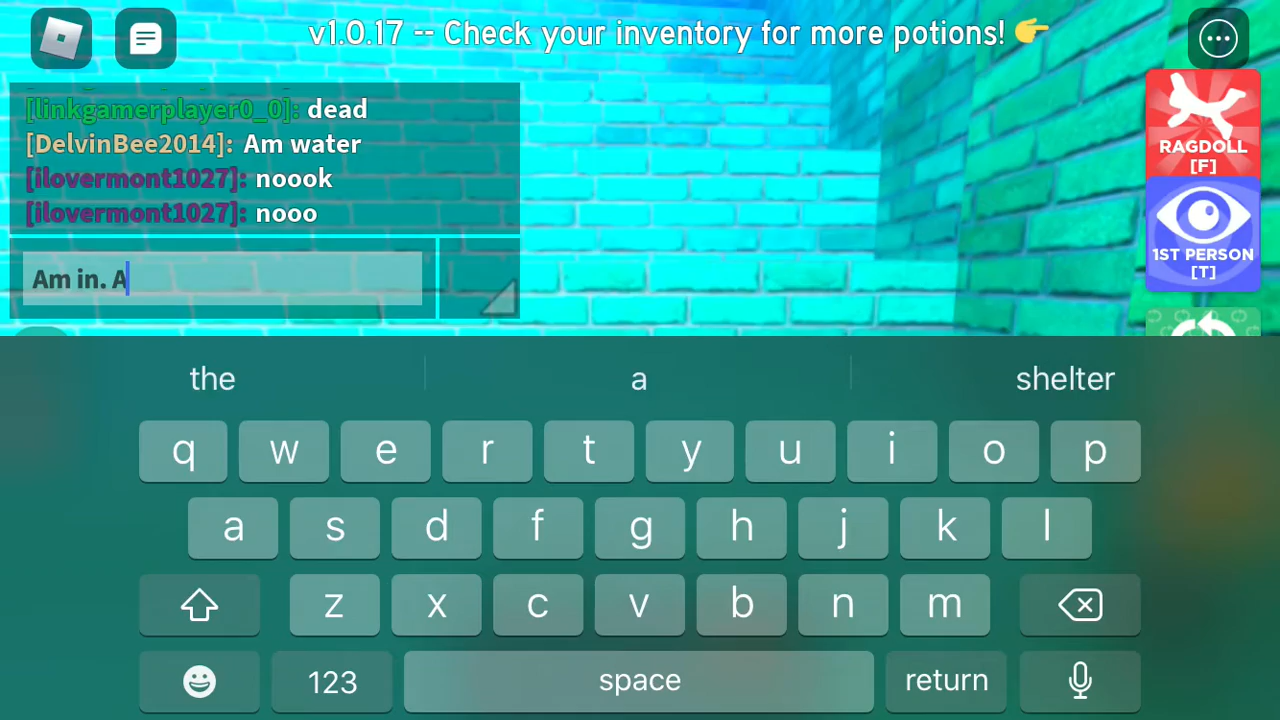 v1.0.17 -- Check your inventory for more potions! 👉
[linkgamerplayer0_0]: dead
[DelvinBee2014]: Am water
[ilovermont1027]: noook
[ilovermont1027]: nooo
Am in. A
RAGDOLL
[F]
1ST PERSON
[T]
the a shelter
q w e r t y u i o p
a s d f g h j k l
z x c v b n m
123 space return